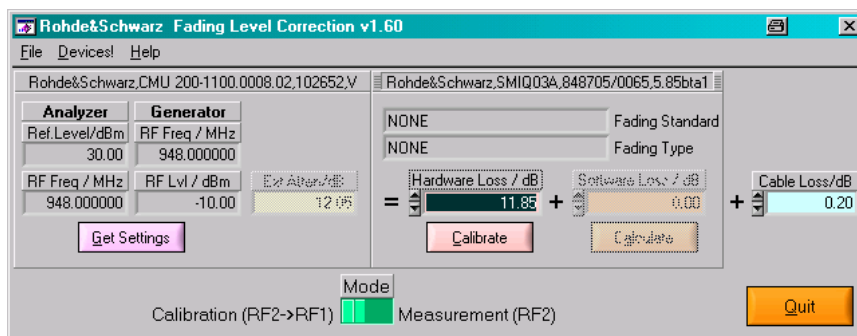 Rohde&Schwarz Fading Level Correction v1.60
File Devices! Help
Rohde&Schwarz,CMU 200-1100.0008.02,102652,V
Rohde&Schwarz,SMIQ03A,848705/0065,5.85bta1
Analyzer Generator
Ref.Level/dBm RF Freq / MHz
30.00 948.000000
NONE Fading Standard
NONE Fading Type
RF Freq / MHz RF Lvl / dBm Ext Atten/dB Hardware Loss / dB Software Loss / dB Cable Loss/dB
948.000000 -10.00 12.05 = 11.85 + 0.00 + 0.20
Get Settings Calibrate Calculate
Mode
Calibration (RF2->RF1) Measurement (RF2)
Quit